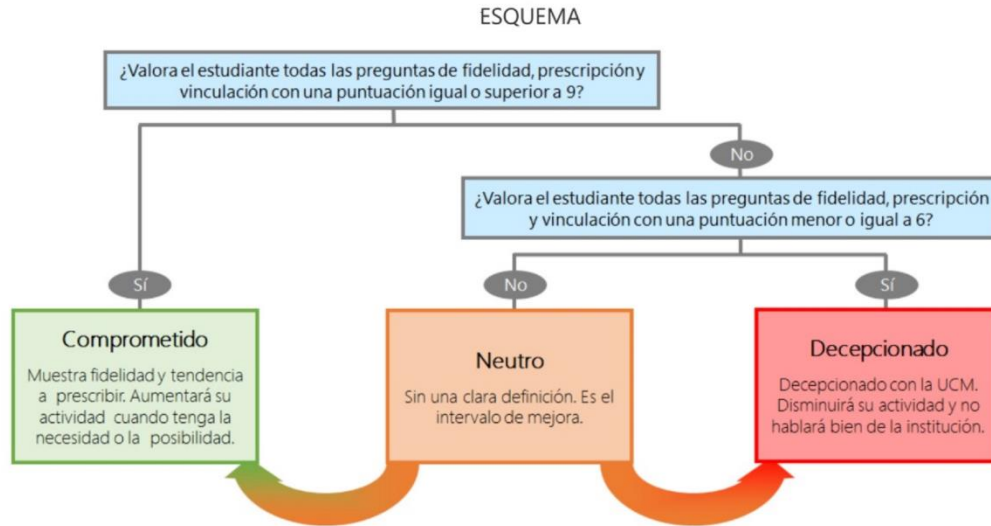 ESQUEMA
¿Valora el estudiante todas las preguntas de fidelidad, prescripción y
vinculación con una puntuación igual o superior a 9?
No
¿Valora el estudiante todas las preguntas de fidelidad, prescripción
y vinculación con una puntuación menor o igual a 6?
Sí
No
Sí
Comprometido
Muestra fidelidad y tendencia
a prescribir. Aumentará su
actividad cuando tenga la
necesidad o la posibilidad.
Neutro
Sin una clara definición. Es el
intervalo de mejora.
Decepcionado
Decepcionado con la UCM.
Disminuirá su actividad y no
hablará bien de la institución.